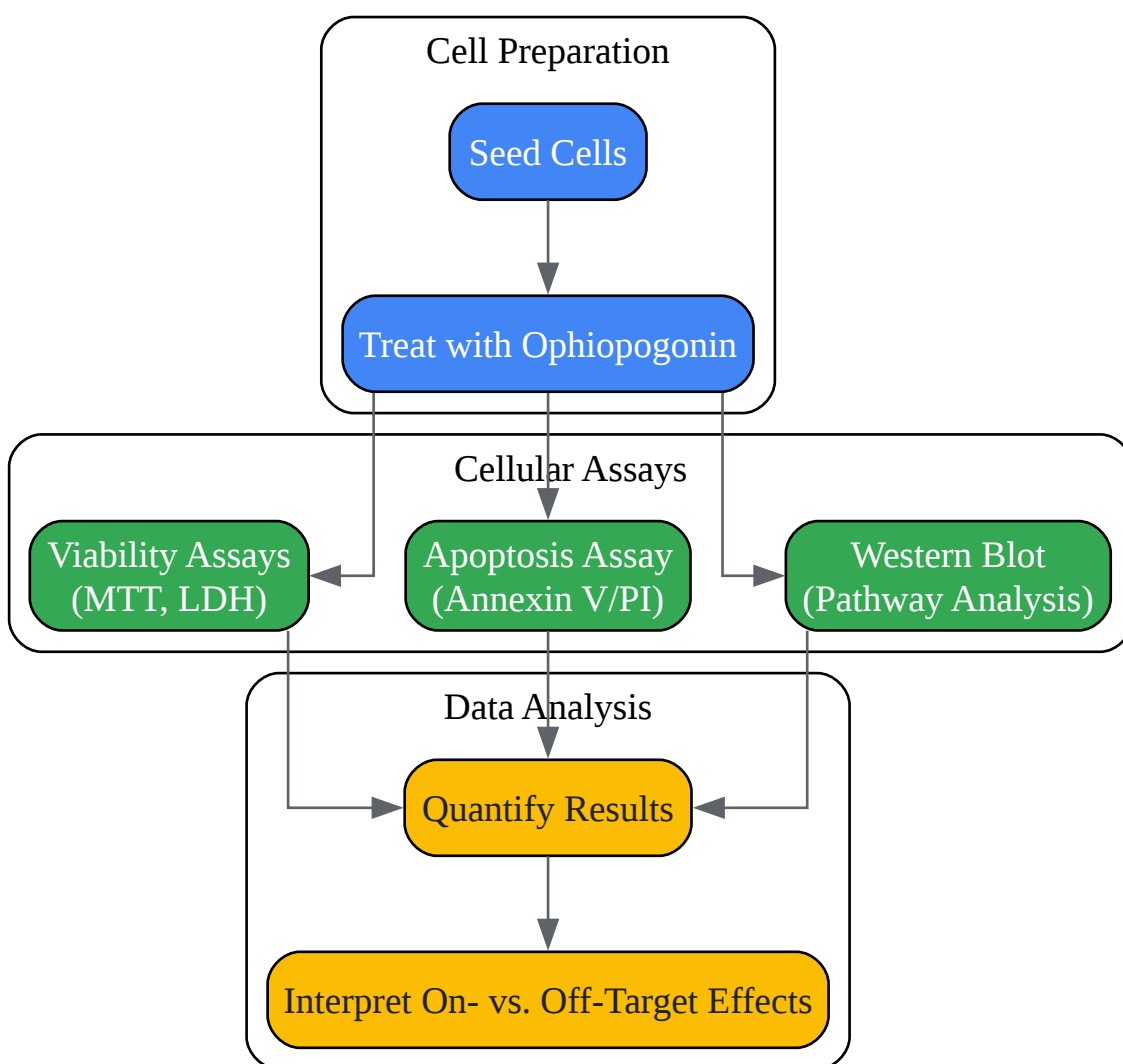 Cell Preparation
Seed Cells
Treat with Ophiopogonin
Cellular Assays
Viability Assays
(MTT, LDH)
Apoptosis Assay
(Annexin V/PI)
Western Blot
(Pathway Analysis)
Data Analysis
Quantify Results
Interpret On- vs. Off-Target Effects